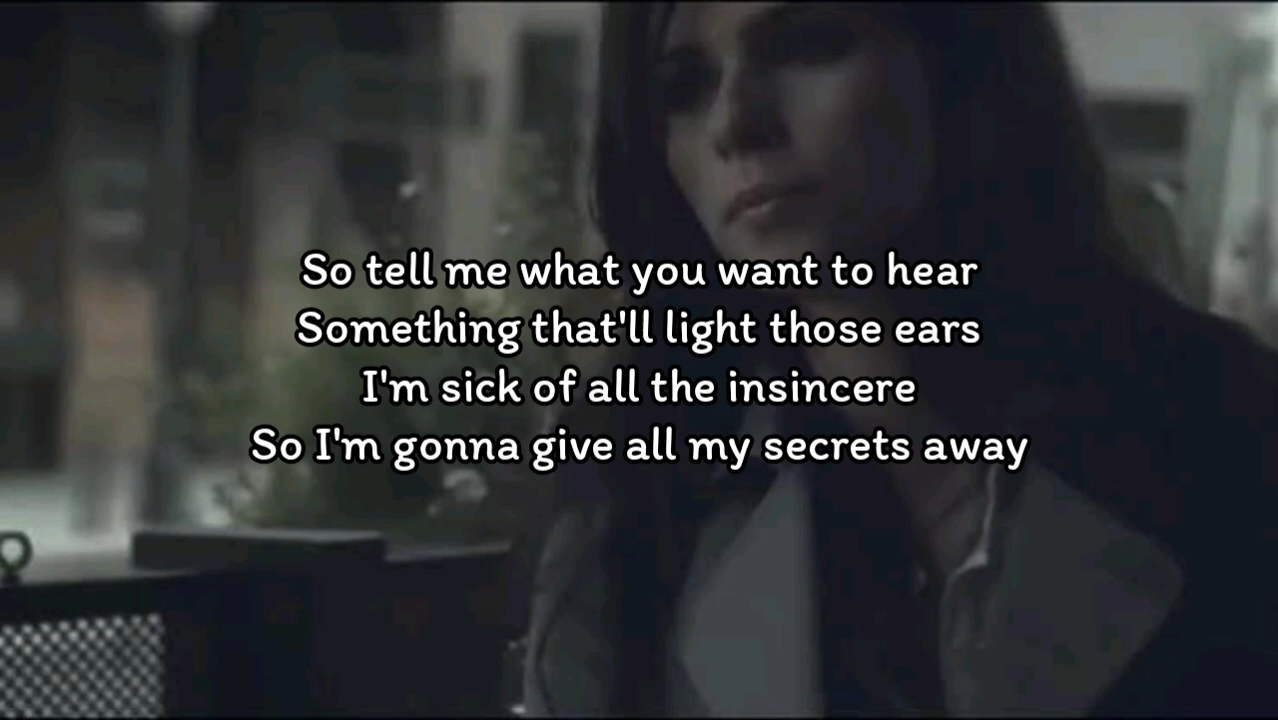 So tell me what you want to hear
Something that'll light those ears
I'm sick of all the insincere
So I'm gonna give all my secrets away